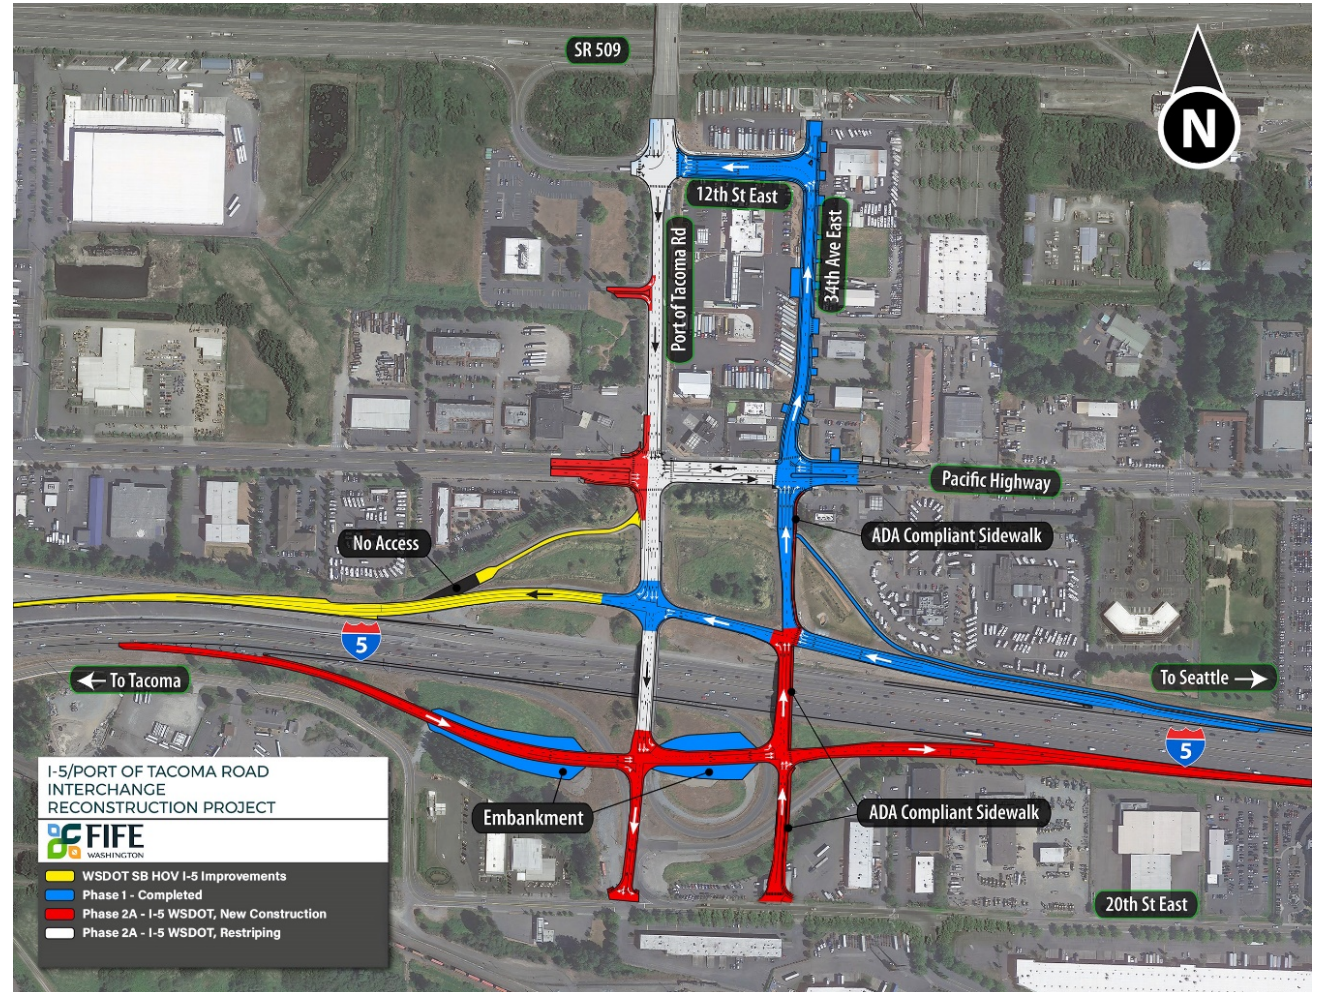 SR 509
N
12th St East
Port of Tacoma Rd
34th Ave East
Pacific Highway
ADA Compliant Sidewalk
No Access
5
To Tacoma
To Seattle
5
Embankment
ADA Compliant Sidewalk
20th St East
I-5/PORT OF TACOMA ROAD
INTERCHANGE
RECONSTRUCTION PROJECT
FIFE
WASHINGTON
WSDOT SB HOV I-5 Improvements
Phase 1 - Completed
Phase 2A - I-5 WSDOT, New Construction
Phase 2A - I-5 WSDOT, Restriping